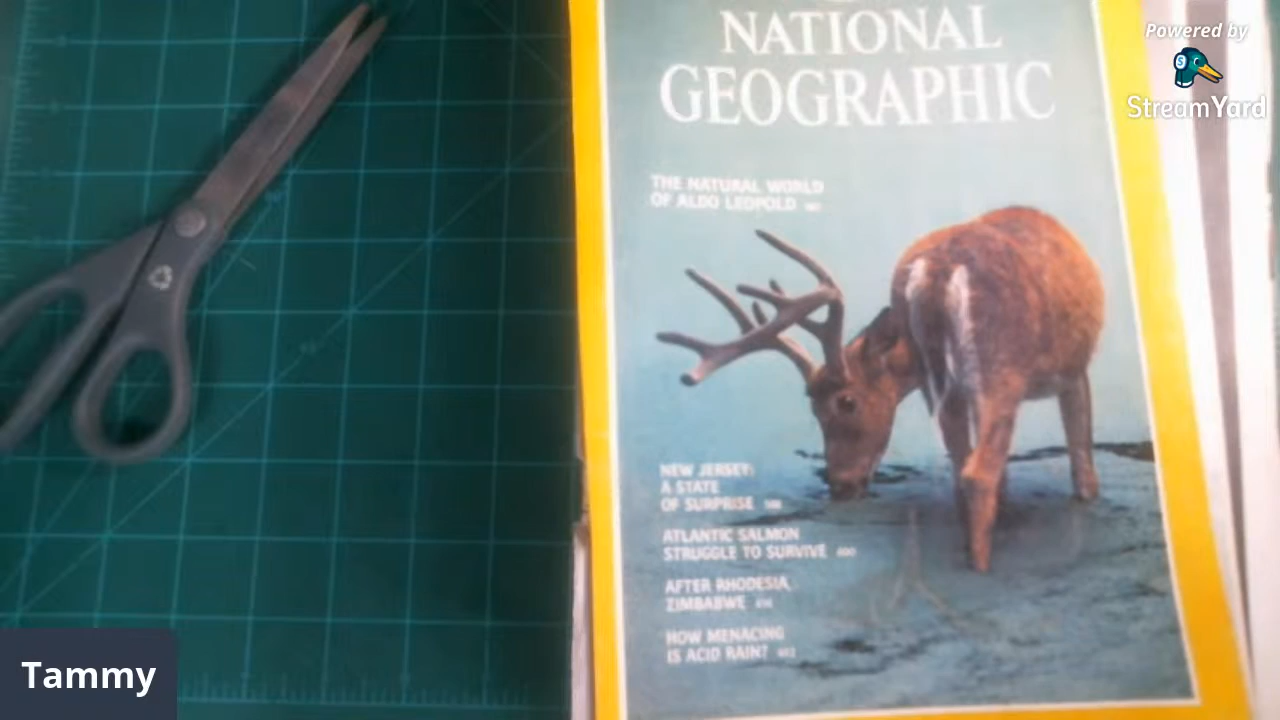 NATIONAL
GEOGRAPHIC
THE NATURAL WORLD
OF ALDO LEOPOLD
NEW JERSEY:
A STATE
OF SURPRISE
ATLANTIC SALMON
STRUGGLE TO SURVIVE 600
AFTER RHODESIA,
ZIMBABWE
HOW MENACING
IS ACID RAIN?
Powered by
StreamYard
Tammy